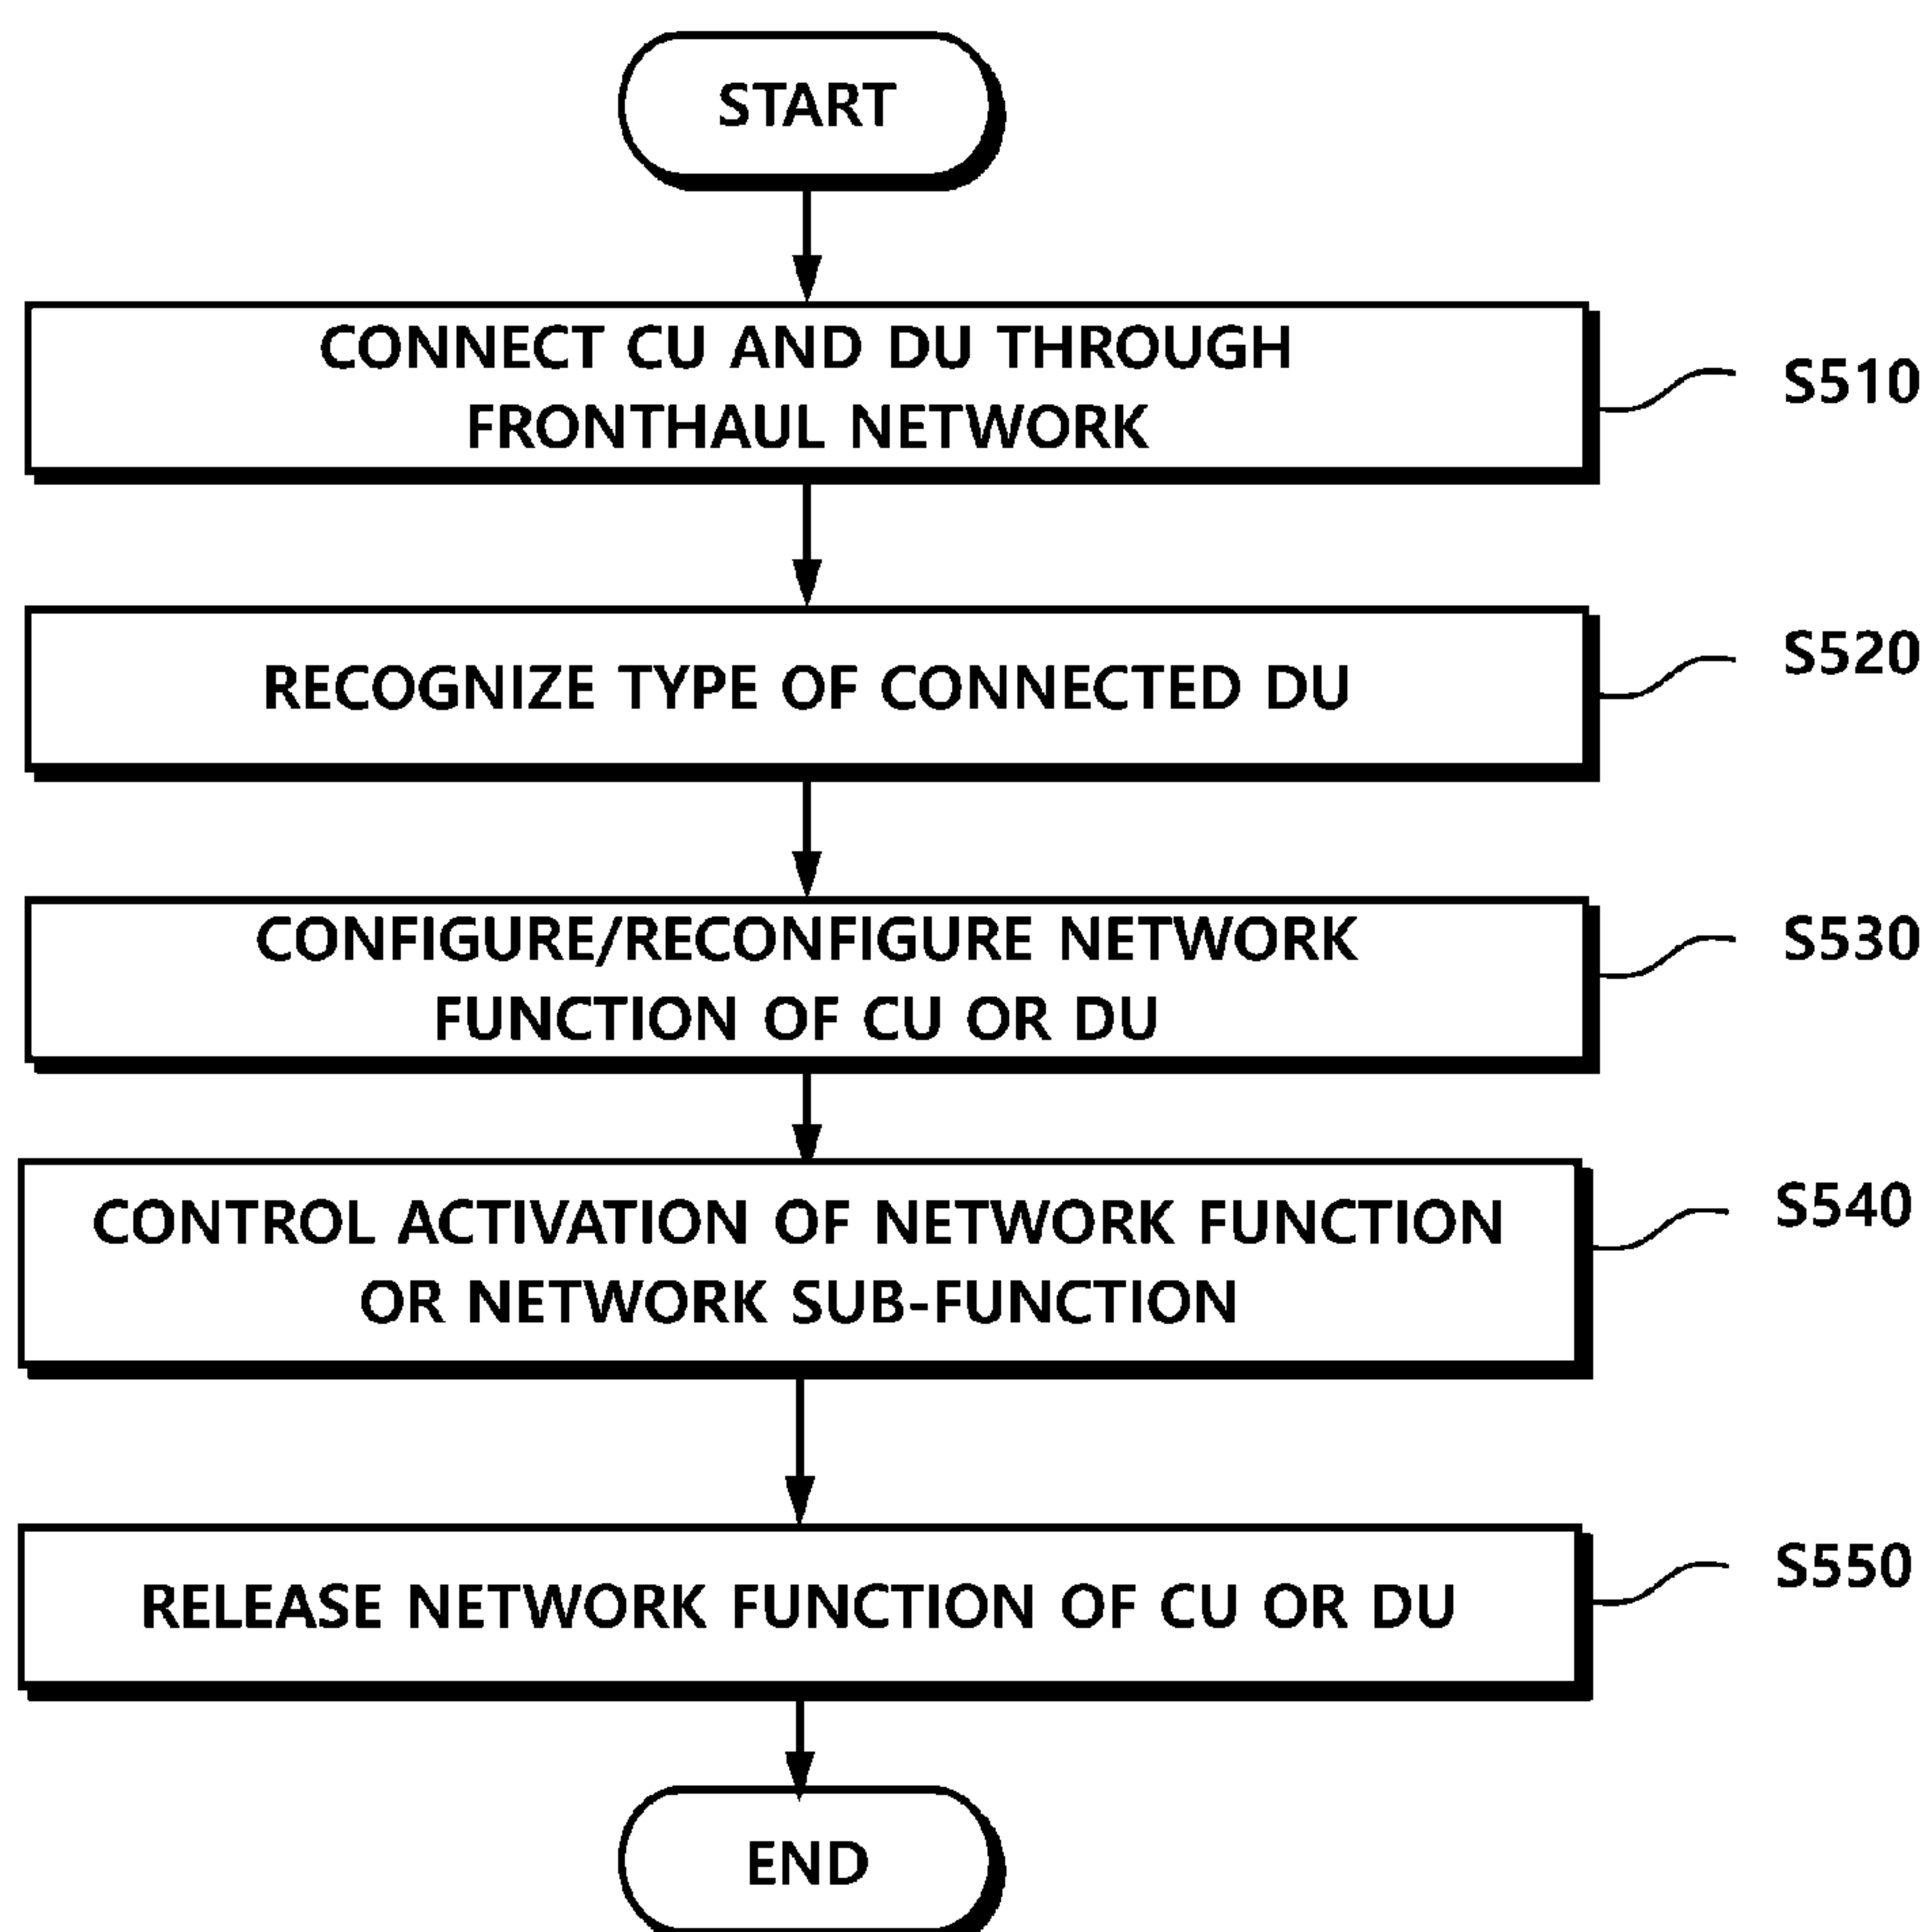 START
CONNECT CU AND DU THROUGH
FRONTHAUL NETWORK
S510
RECOGNIZE TYPE OF CONNECTED DU
S520
CONFIGURE/RECONFIGURE NETWORK
FUNCTION OF CU OR DU
S530
CONTROL ACTIVATION OF NETWORK FUNCTION
OR NETWORK SUB-FUNCTION
S540
RELEASE NETWORK FUNCTION OF CU OR DU
S550
END